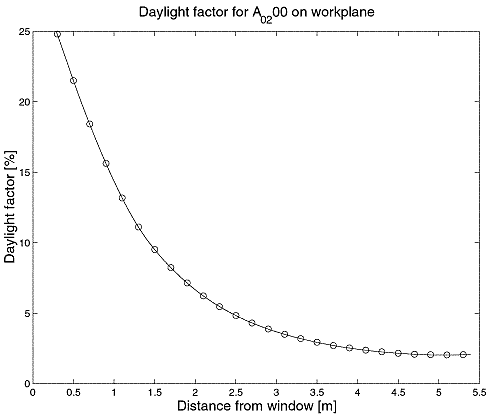 Daylight factor for A0200 on workplane
25
20
15
10
5
0
Daylight factor [%]
0 0.5 1 1.5 2 2.5 3 3.5 4 4.5 5 5.5
Distance from window [m]